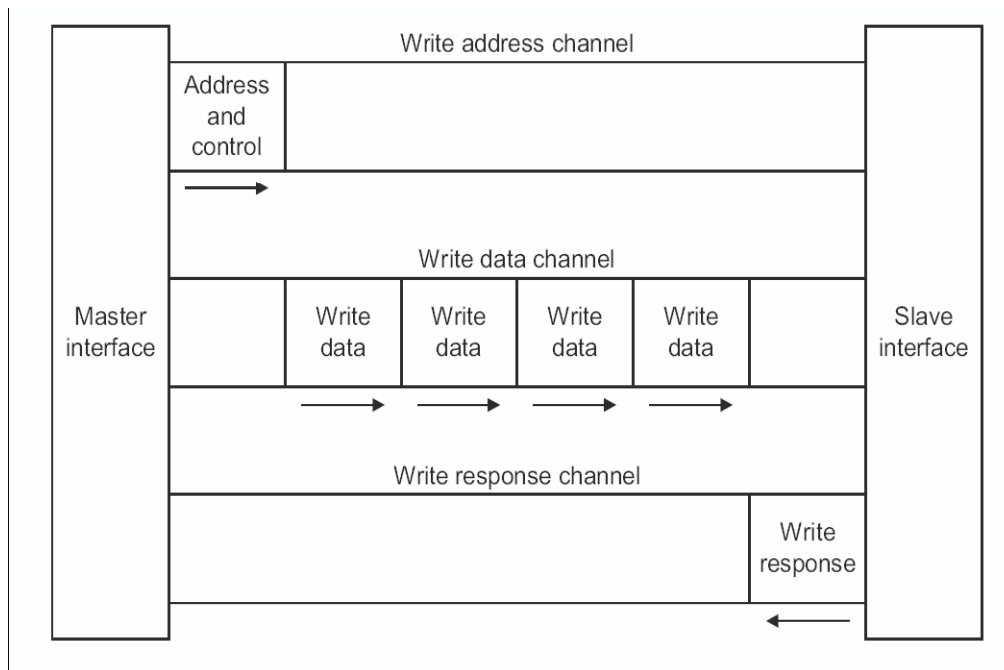 Write address channel
Address
and
control
Write data channel
Master
interface
Write
data
Write
data
Write
data
Write
data
Slave
interface
Write response channel
Write
response